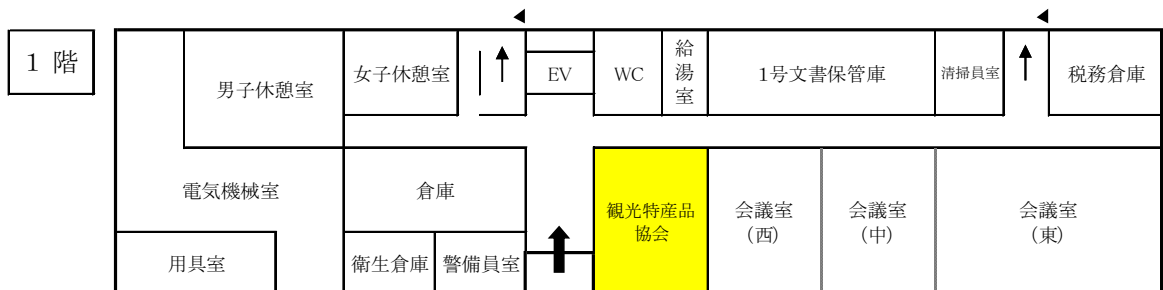 １ 階
男子休憩室
女子休憩室
EV
WC
給
湯
室
1号文書保管庫
清掃員室
税務倉庫
電気機械室
倉庫
観光特産品
協会
会議室
(西)
会議室
(中)
会議室
(東)
用具室
衛生倉庫
警備員室